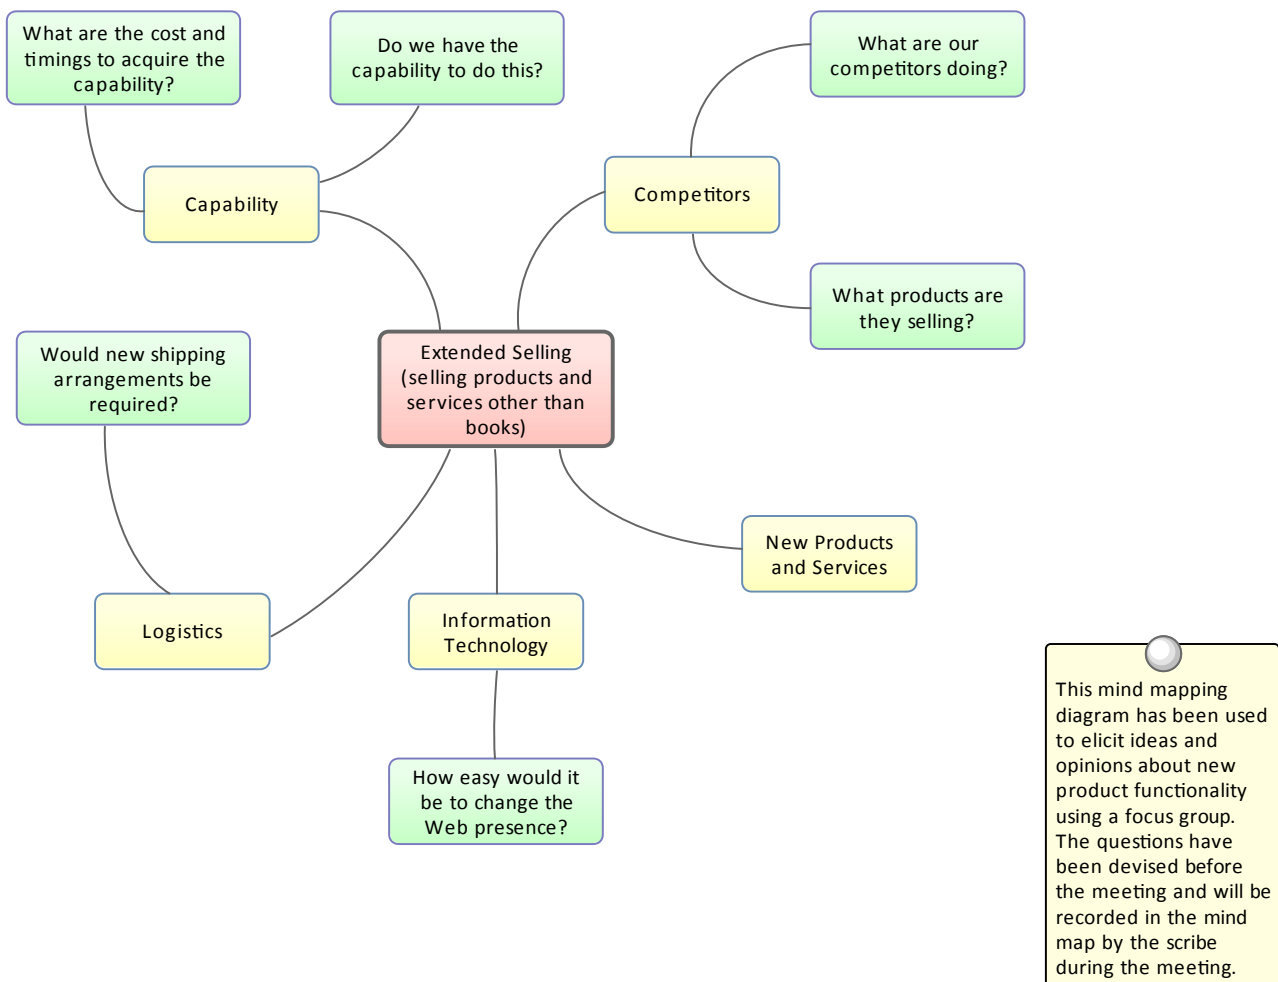 What are the cost and
timings to acquire the
capability?
Do we have the
capability to do this?
What are our
competitors doing?
Capability
Competitors
What products are
they selling?
Would new shipping
arrangements be
required?
Extended Selling
(selling products and
services other than
books)
New Products
and Services
Logistics
Information
Technology
How easy would it
be to change the
Web presence?
This mind mapping
diagram has been used
to elicit ideas and
opinions about new
product functionality
using a focus group.
The questions have
been devised before
the meeting and will be
recorded in the mind
map by the scribe
during the meeting.